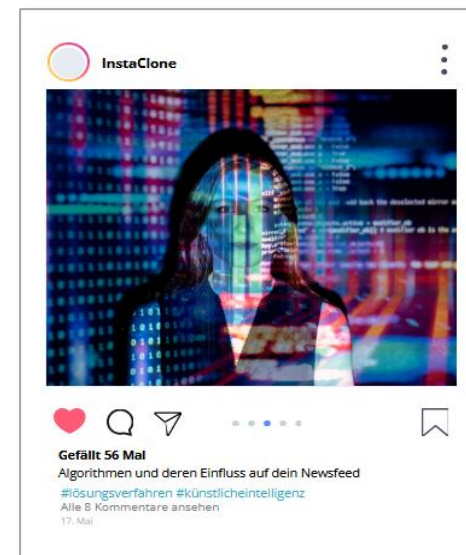 InstaClone
Gefällt 56 Mal
Algorithmen und deren Einfluss auf dein Newsfeed
#lösungsverfahren #künstlicheintelligenz
Alle 8 Kommentare ansehen
17. Mai